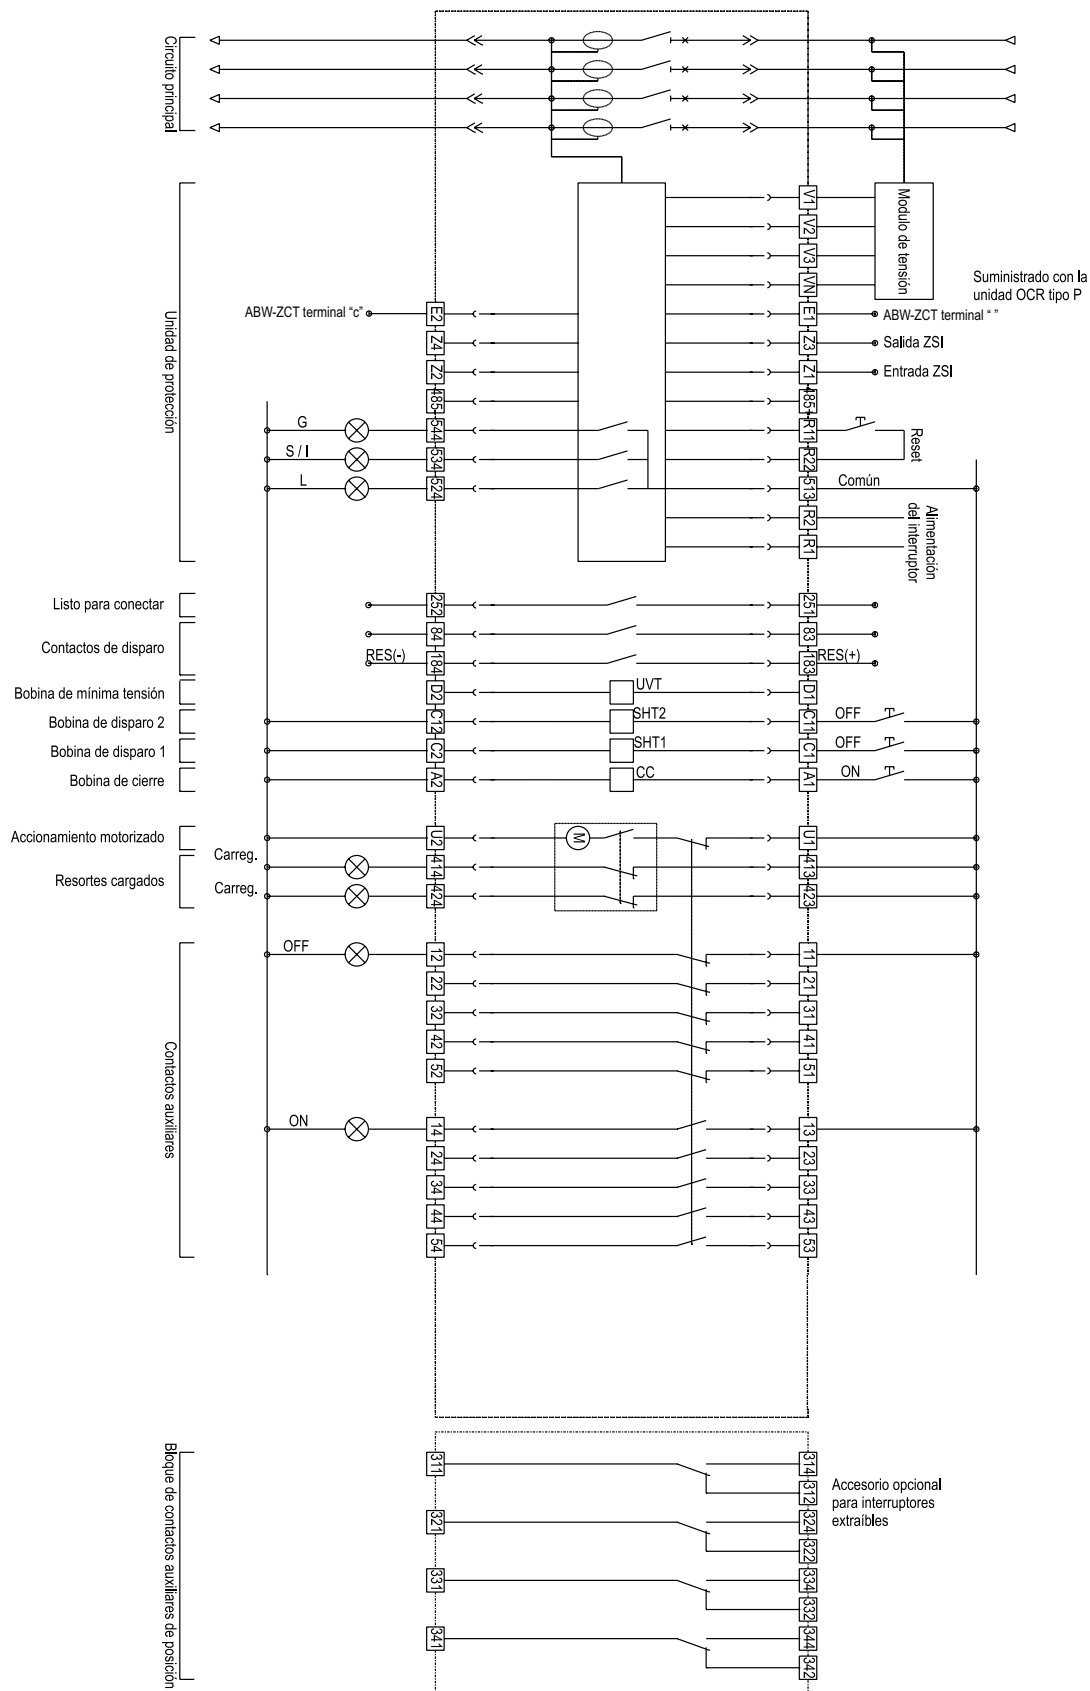 Circuito principal
Unidad de protección
V1
V2
V3
VN
Modulo de tensión
Suministrado con la
unidad OCR tipo P
ABW-ZCT terminal “c”
E2
E1
ABW-ZCT terminal “ ”
Z4
Z3
Salida ZSI
Z2
Z1
Entrada ZSI
485-
485+
G
544
R11
Reset
S / I
534
R22
L
524
513
Común
R2
R1
Alimentación
del interruptor
Listo para conectar
252
251
Contactos de disparo
84
83
RES(-)
184
183
RES(+)
Bobina de mínima tensión
D2
UVT
D1
Bobina de disparo 2
C12
SHT2
C11
OFF
Bobina de disparo 1
C2
SHT1
C1
OFF
Bobina de cierre
A2
CC
A1
ON
Accionamiento motorizado
U2
M
U1
Resortes cargados
Carreg.
414
413
Carreg.
424
423
Contactos auxiliares
OFF
12
11
22
21
32
31
42
41
52
51
ON
14
13
24
23
34
33
44
43
54
53
Bloque de contactos auxiliares de posición
311
314
312
Accesorio opcional
para interruptores
extraíbles
321
324
322
331
334
332
341
344
342